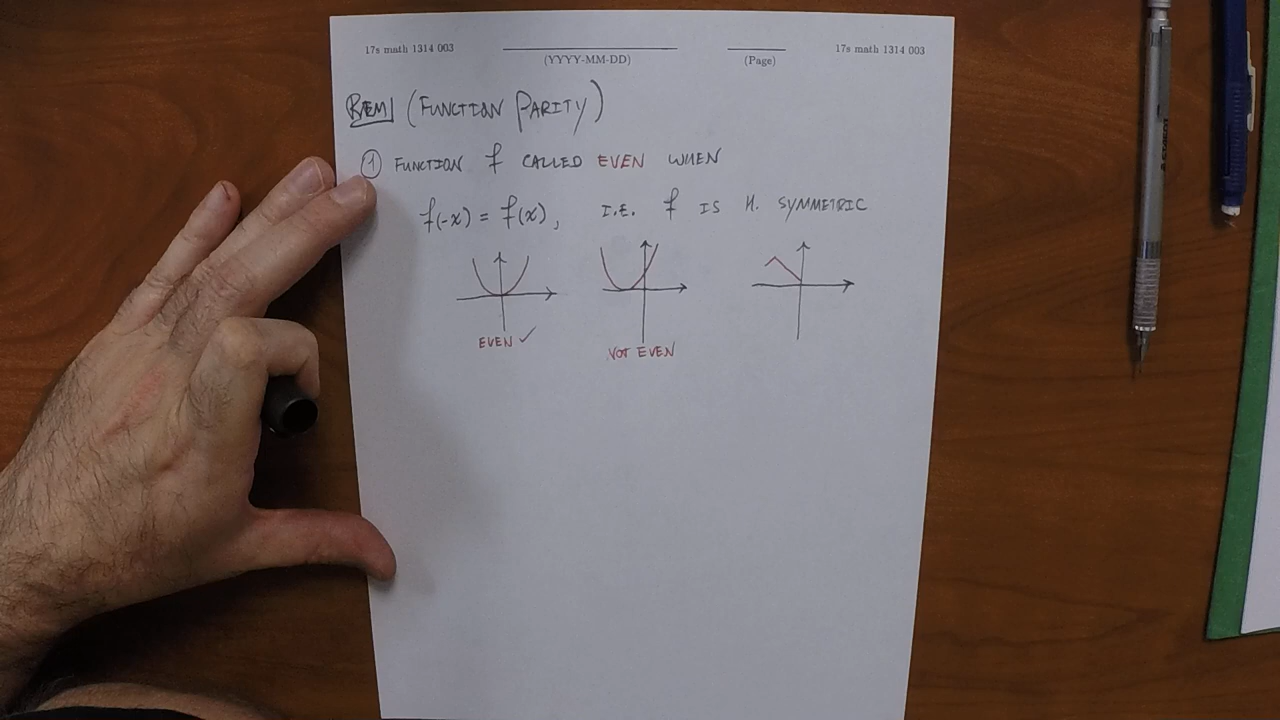 17s math 1314 003 (YYYY-MM-DD) (Page) 17s math 1314 003
REM (FUNCTION PARITY)
① FUNCTION f CALLED EVEN WHEN
f(-x) = f(x), I.E. f IS H. SYMMETRIC
EVEN ✓ NOT EVEN